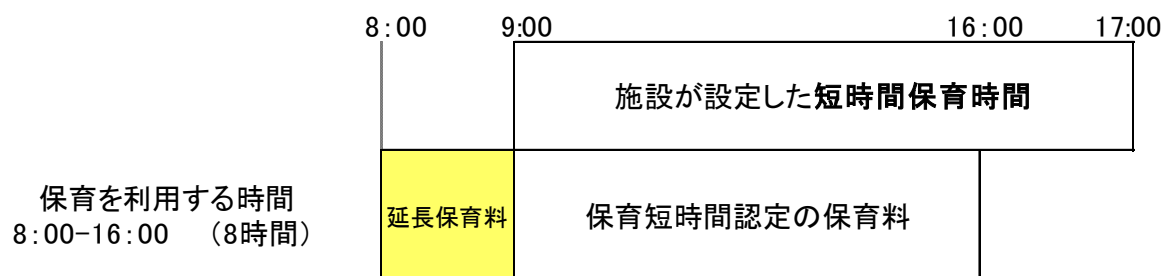 8:00 9:00 16:00 17:00
施設が設定した短時間保育時間
保育を利用する時間
8:00-16:00 (8時間)
延長保育料 保育短時間認定の保育料